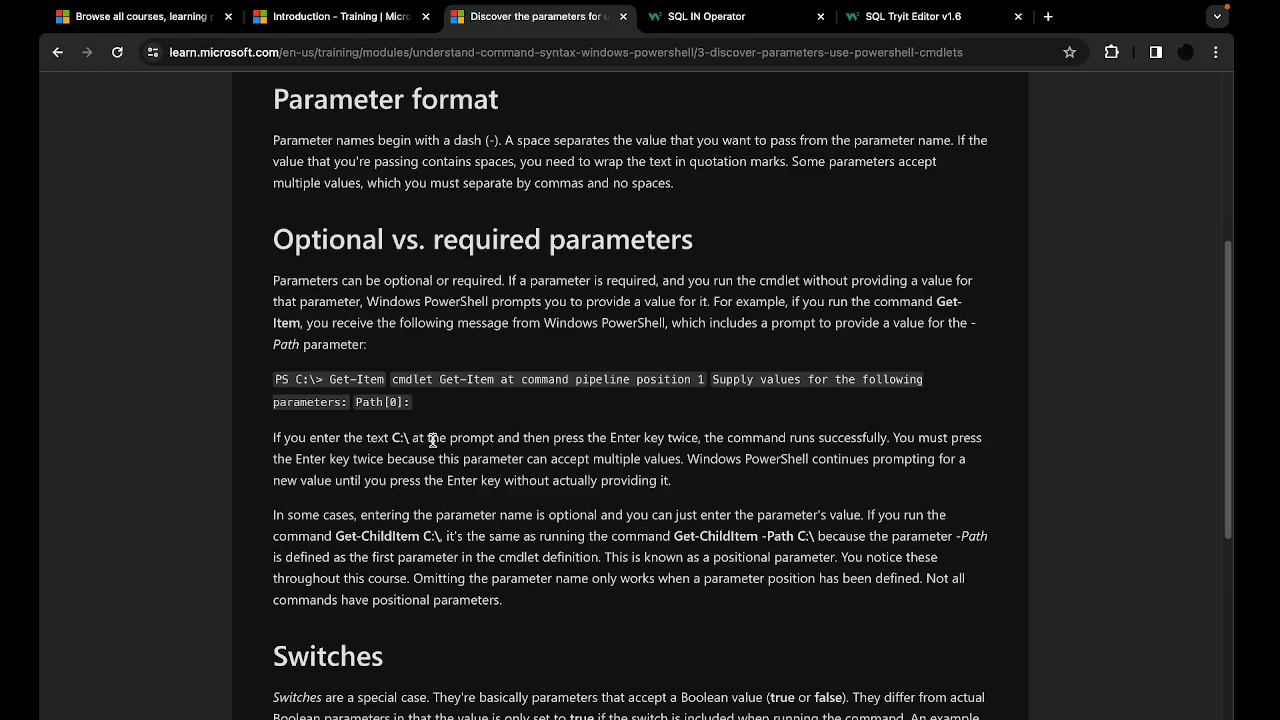 Browse all courses, learning p
Introduction - Training | Micro
Discover the parameters for u
SQL IN Operator
SQL Tryit Editor v1.6
learn.microsoft.com/en-us/training/modules/understand-command-syntax-windows-powershell/3-discover-parameters-use-powershell-cmdlets
Parameter format
Parameter names begin with a dash (-). A space separates the value that you want to pass from the parameter name. If the
value that you're passing contains spaces, you need to wrap the text in quotation marks. Some parameters accept
multiple values, which you must separate by commas and no spaces.
Optional vs. required parameters
Parameters can be optional or required. If a parameter is required, and you run the cmdlet without providing a value for
that parameter, Windows PowerShell prompts you to provide a value for it. For example, if you run the command Get-
Item, you receive the following message from Windows PowerShell, which includes a prompt to provide a value for the -
Path parameter:
PS C:\> Get-Item cmdlet Get-Item at command pipeline position 1 Supply values for the following
parameters: Path[0]:
If you enter the text C:\ at the prompt and then press the Enter key twice, the command runs successfully. You must press
the Enter key twice because this parameter can accept multiple values. Windows PowerShell continues prompting for a
new value until you press the Enter key without actually providing it.
In some cases, entering the parameter name is optional and you can just enter the parameter's value. If you run the
command Get-ChildItem C:\, it's the same as running the command Get-ChildItem -Path C:\ because the parameter -Path
is defined as the first parameter in the cmdlet definition. This is known as a positional parameter. You notice these
throughout this course. Omitting the parameter name only works when a parameter position has been defined. Not all
commands have positional parameters.
Switches
Switches are a special case. They're basically parameters that accept a Boolean value (true or false). They differ from actual
Boolean parameters in that the value is only set to true if the switch is included when running the command. An example